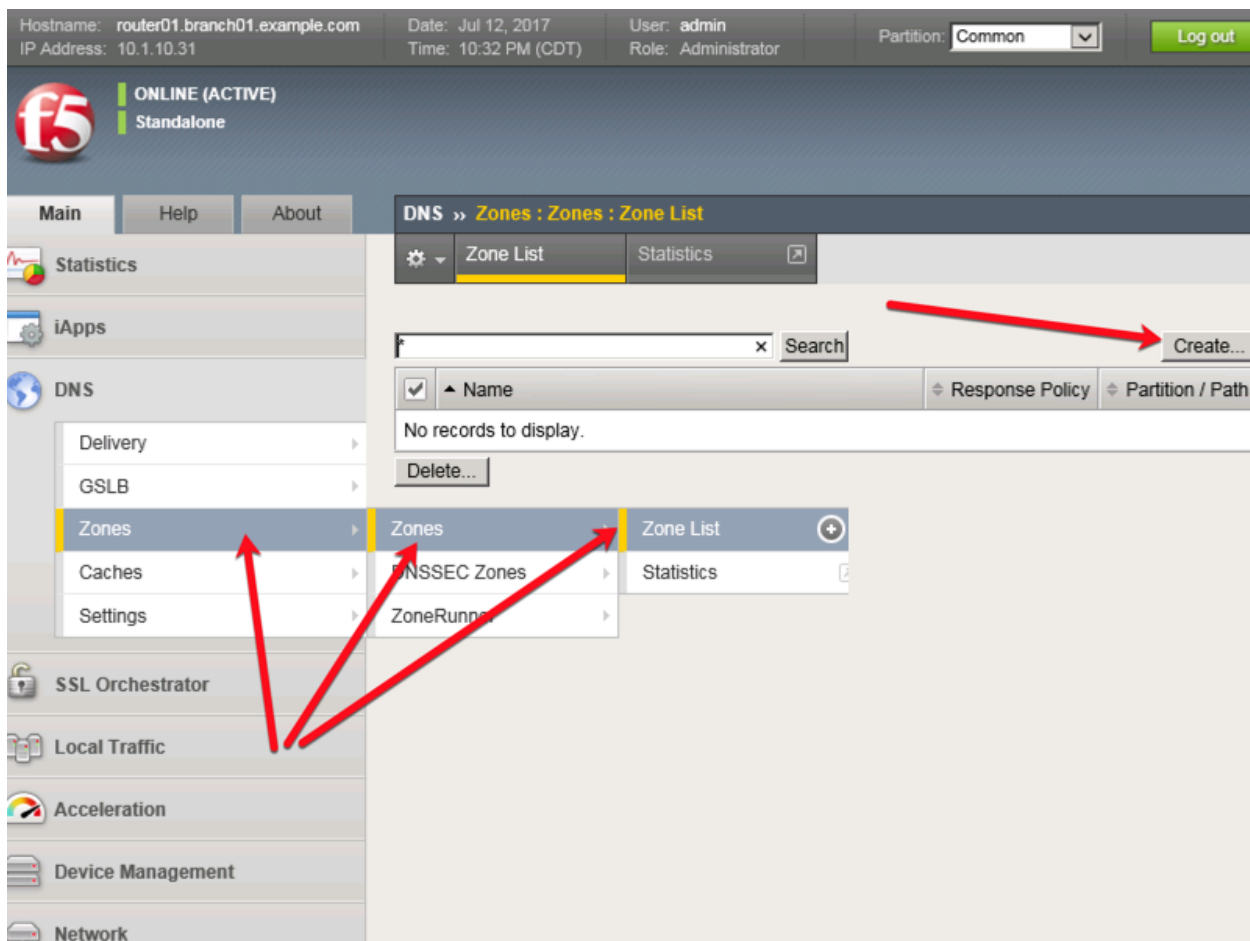 Hostname: router01.branch01.example.com Date: Jul 12, 2017 User: admin Partition: Common Log out
IP Address: 10.1.10.31 Time: 10:32 PM (CDT) Role: Administrator
f5
ONLINE (ACTIVE)
Standalone
Main Help About
DNS ›› Zones : Zones : Zone List
Zone List Statistics
Statistics
iApps
* × Search Create...
Name Response Policy Partition / Path
No records to display.
Delete...
DNS
Delivery
GSLB
Zones Zones Zone List
Caches DNSSEC Zones Statistics
Settings ZoneRunner
SSL Orchestrator
Local Traffic
Acceleration
Device Management
Network